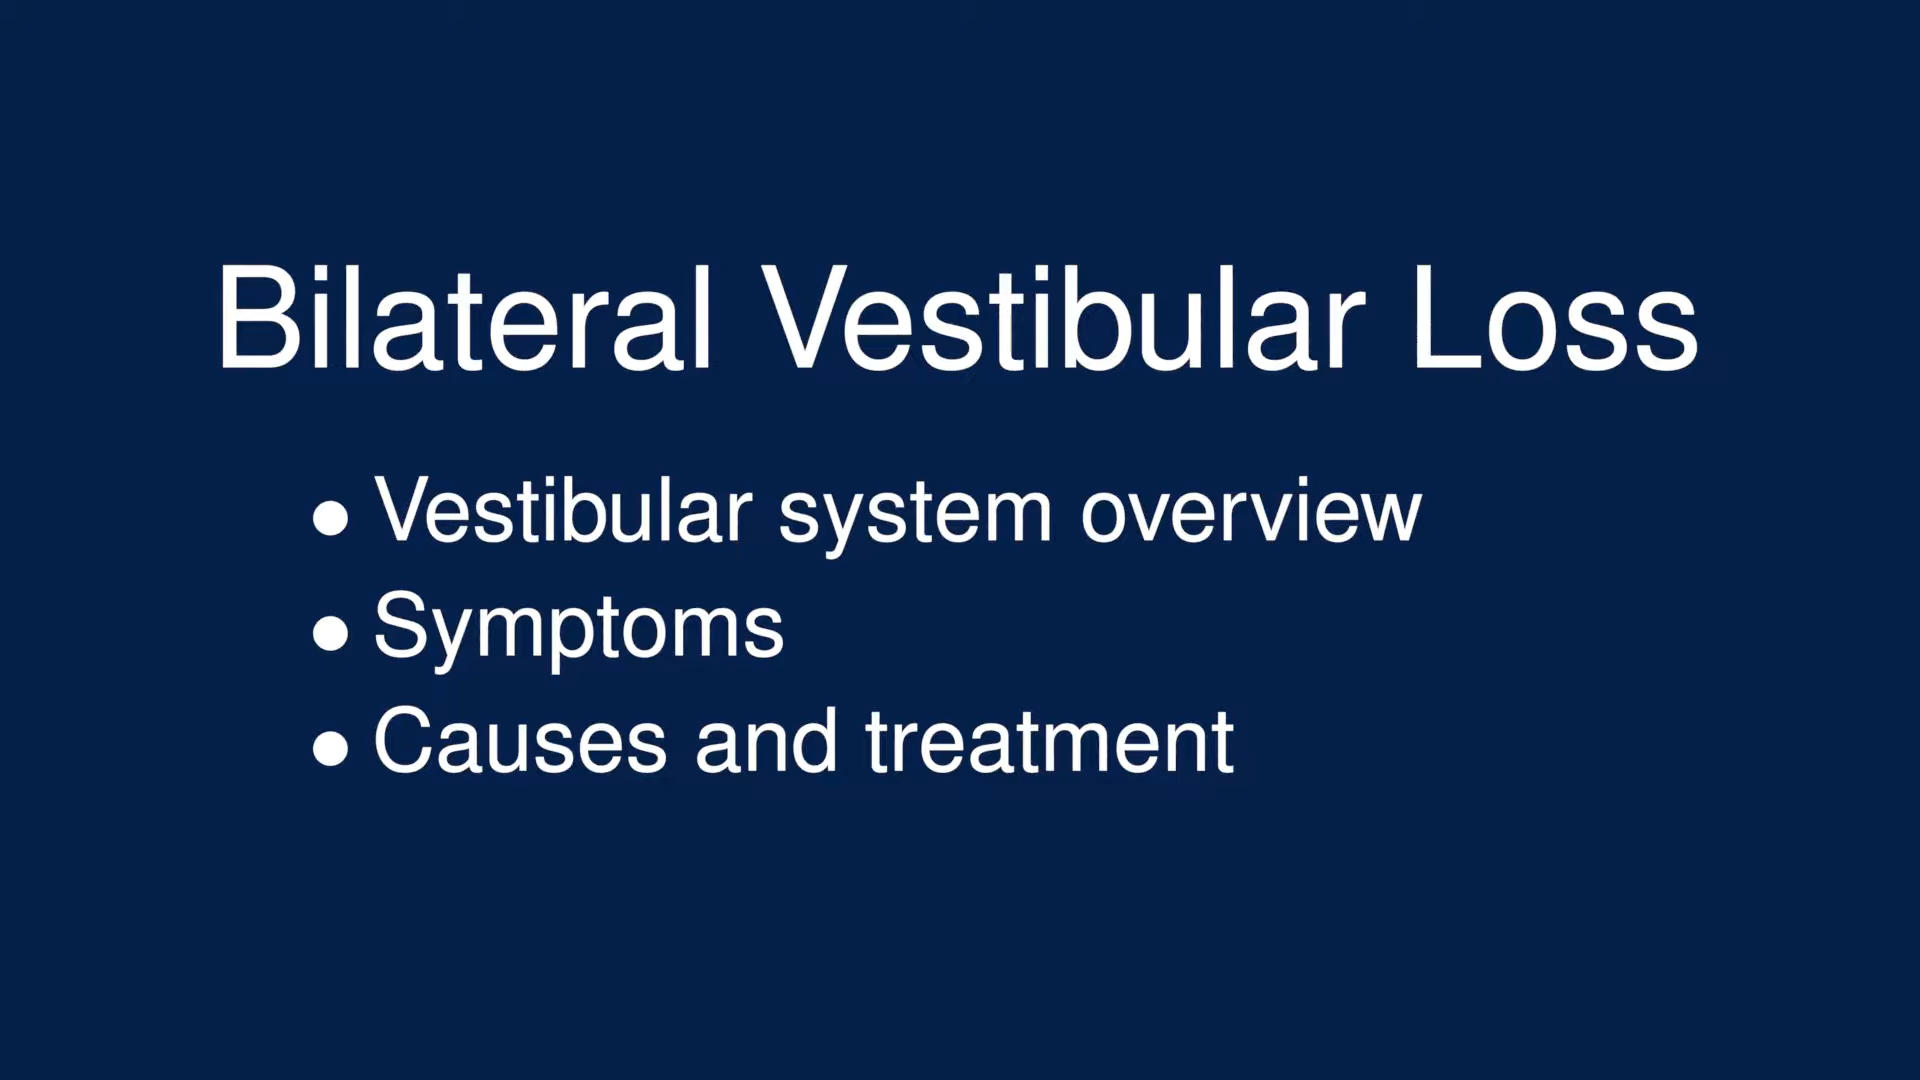 Bilateral Vestibular Loss
• Vestibular system overview
• Symptoms
• Causes and treatment